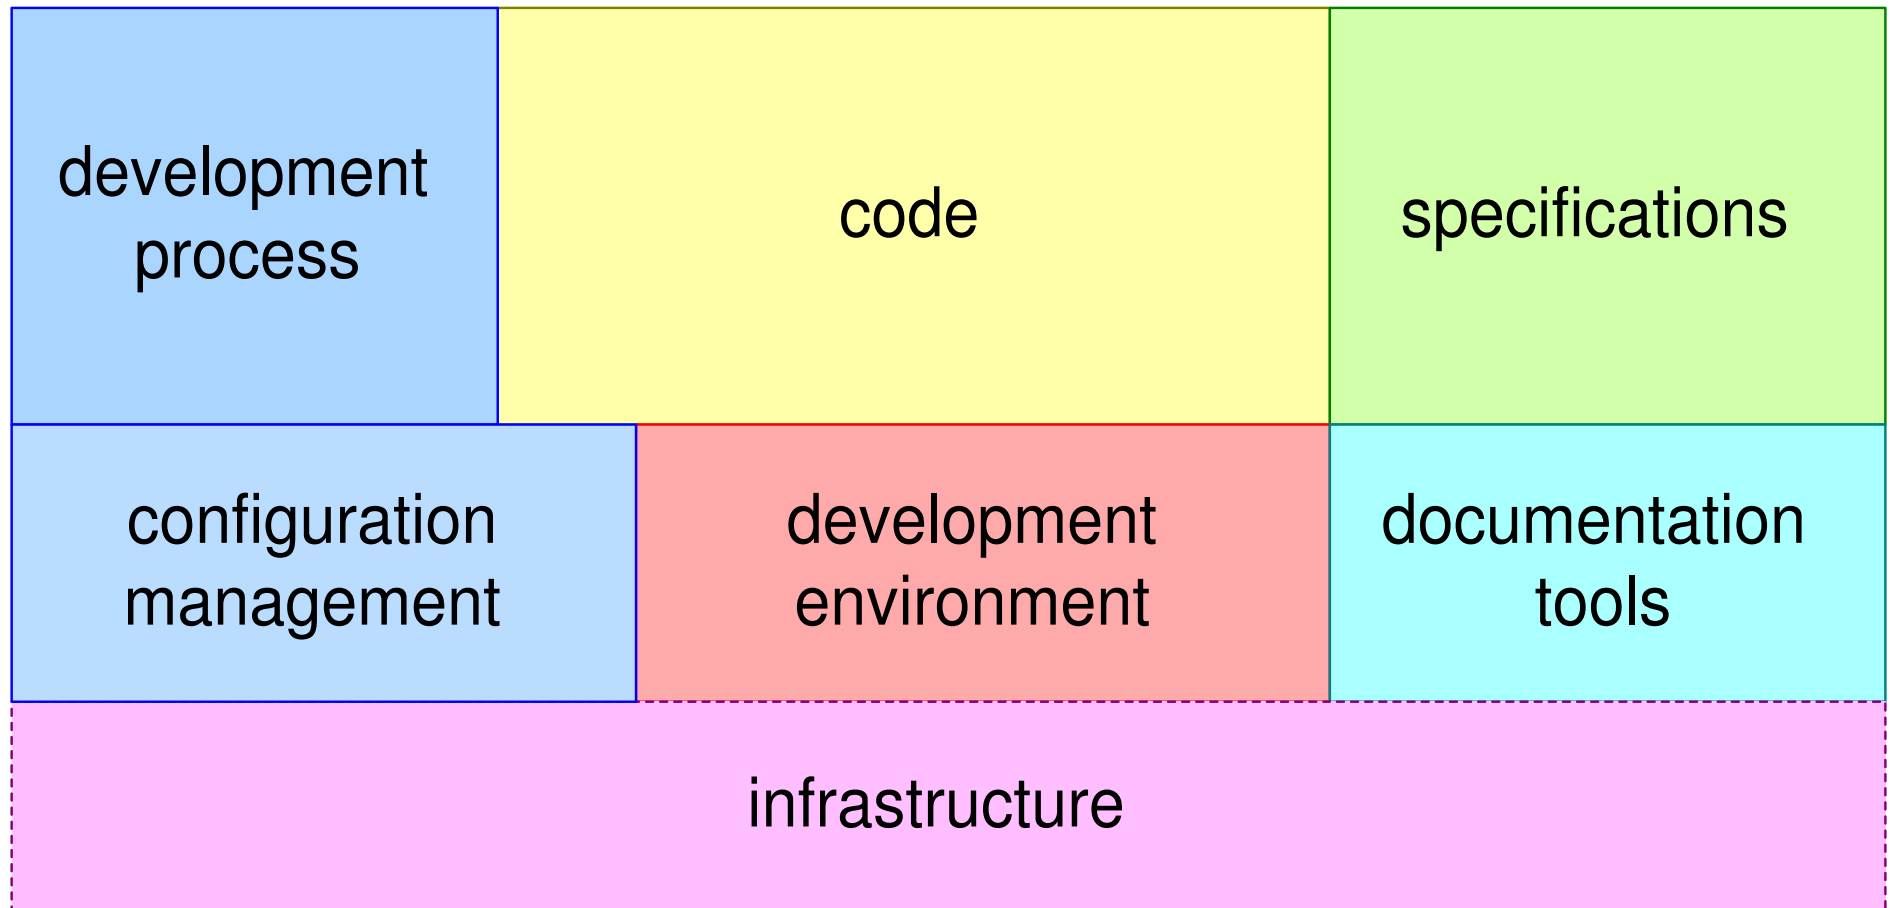 development
process
code
specifications
configuration
management
development
environment
documentation
tools
infrastructure